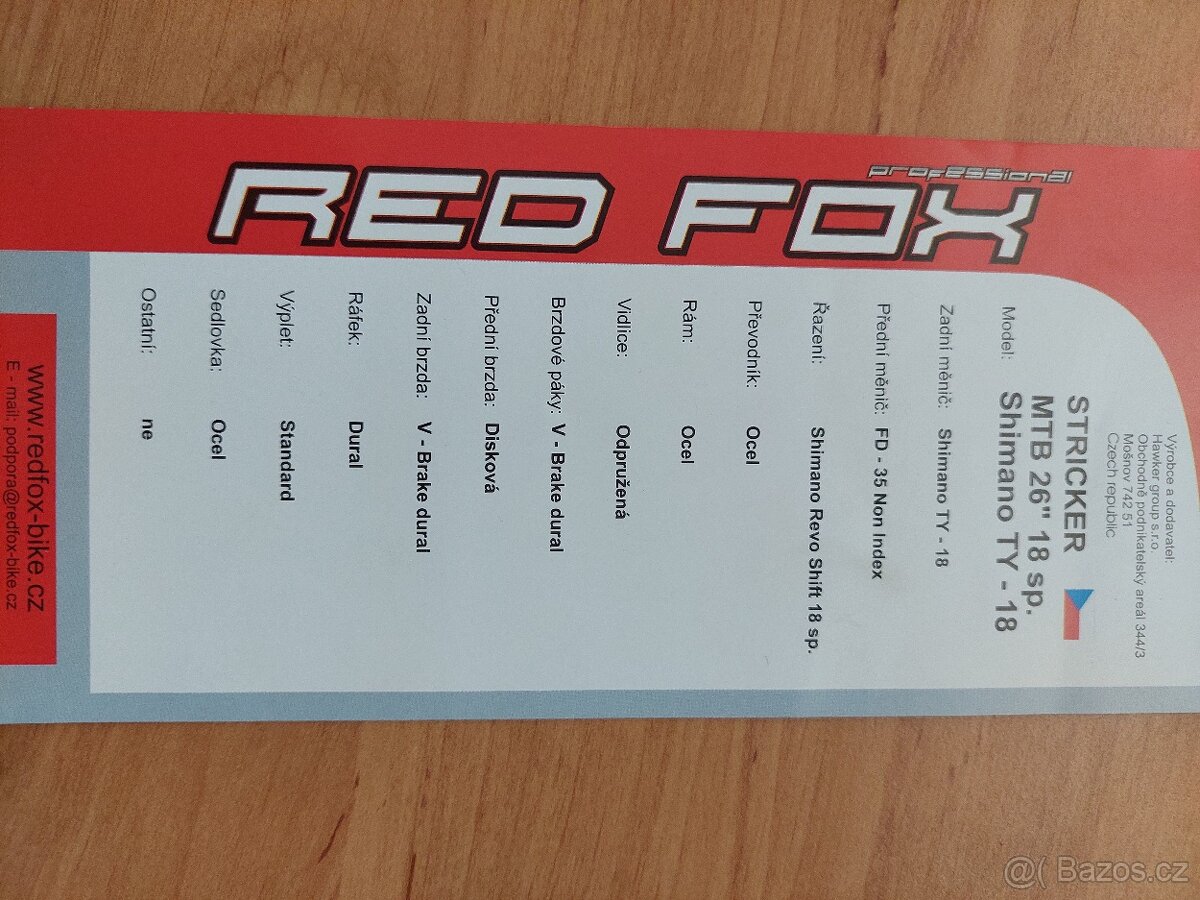 RED FOX
professional
Výrobce a dodavatel:
Hawker group s.r.o.
Obchodně podnikatelský areál 344/3
Mošnov 742 51
Czech republic
STRICKER
Model: MTB 26" 18 sp.
Shimano TY - 18
Zadní měnič: Shimano TY - 18
Přední měnič: FD - 35 Non Index
Řazení: Shimano Revo Shift 18 sp.
Převodník: Ocel
Rám: Ocel
Vidlice: Odpružená
Brzdové páky: V - Brake dural
Přední brzda: Disková
Zadní brzda: V - Brake dural
Ráfek: Dural
Výplet: Standard
Sedlovka: Ocel
Ostatní: ne
www.redfox-bike.cz
E - mail: podpora@redfox-bike.cz
@( Bazos.cz